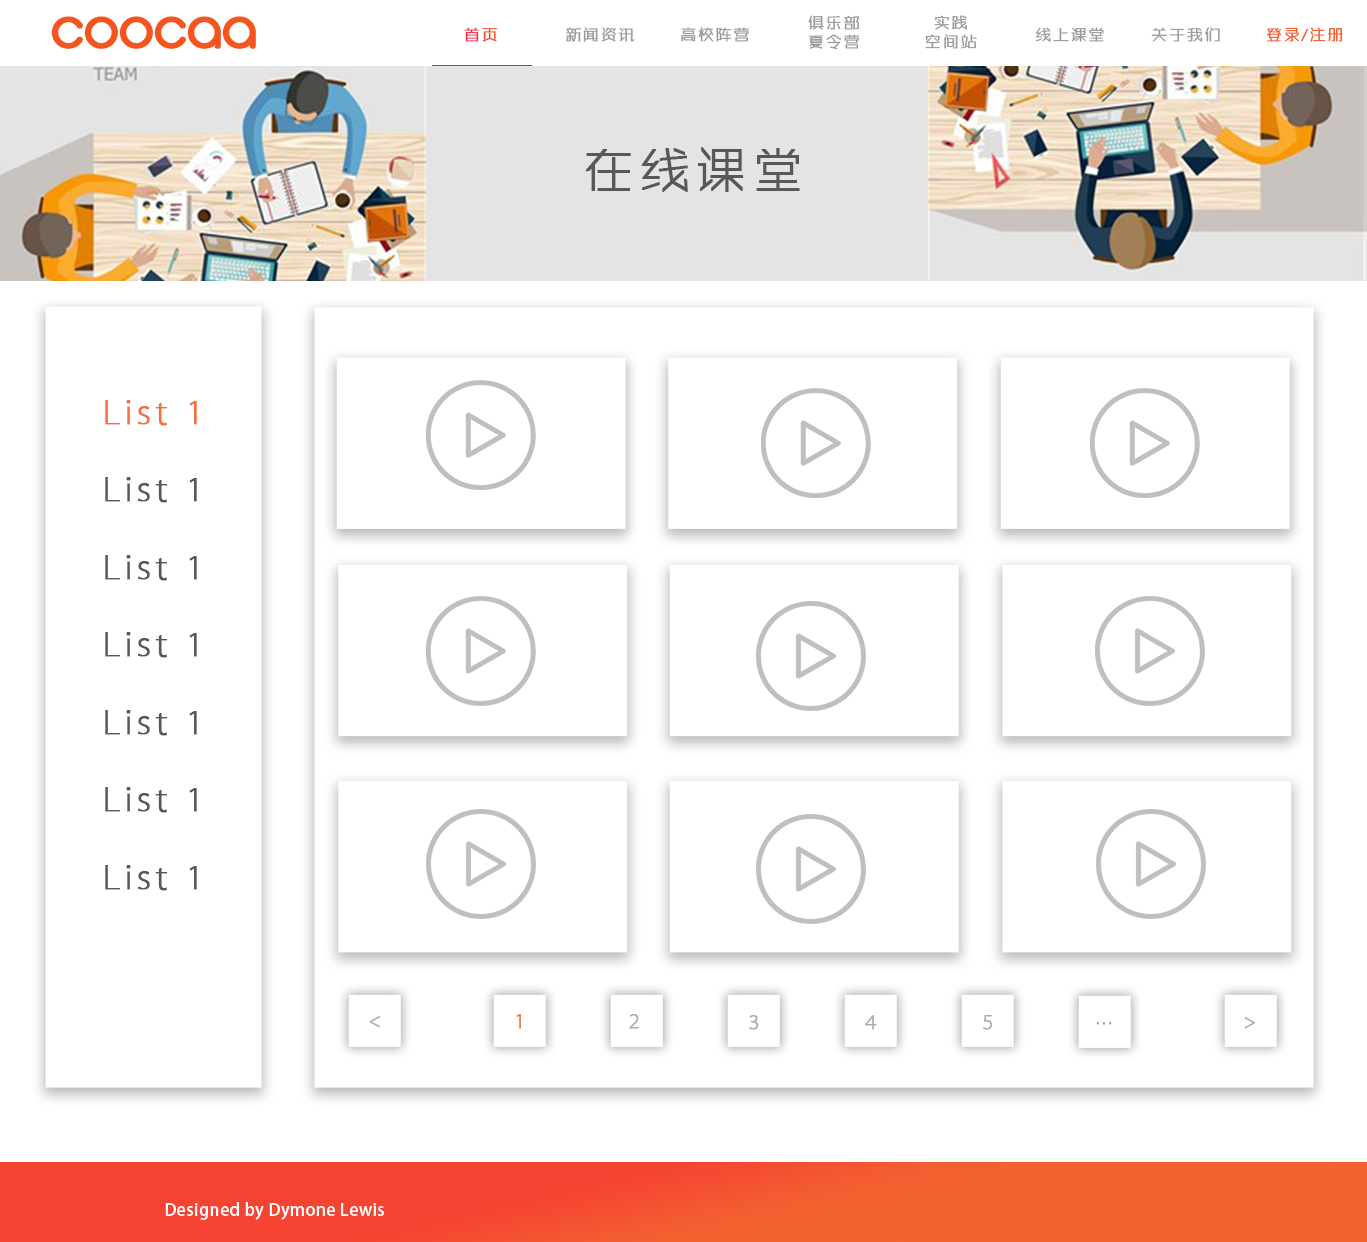 coocaa
首页
新闻资讯
高校阵营
俱乐部
夏令营
实践
空间站
线上课堂
关于我们
登录/注册
TEAM
在线课堂
List 1
List 1
List 1
List 1
List 1
List 1
List 1
< 1 2 3 4 5 ... >
Designed by Dymone Lewis